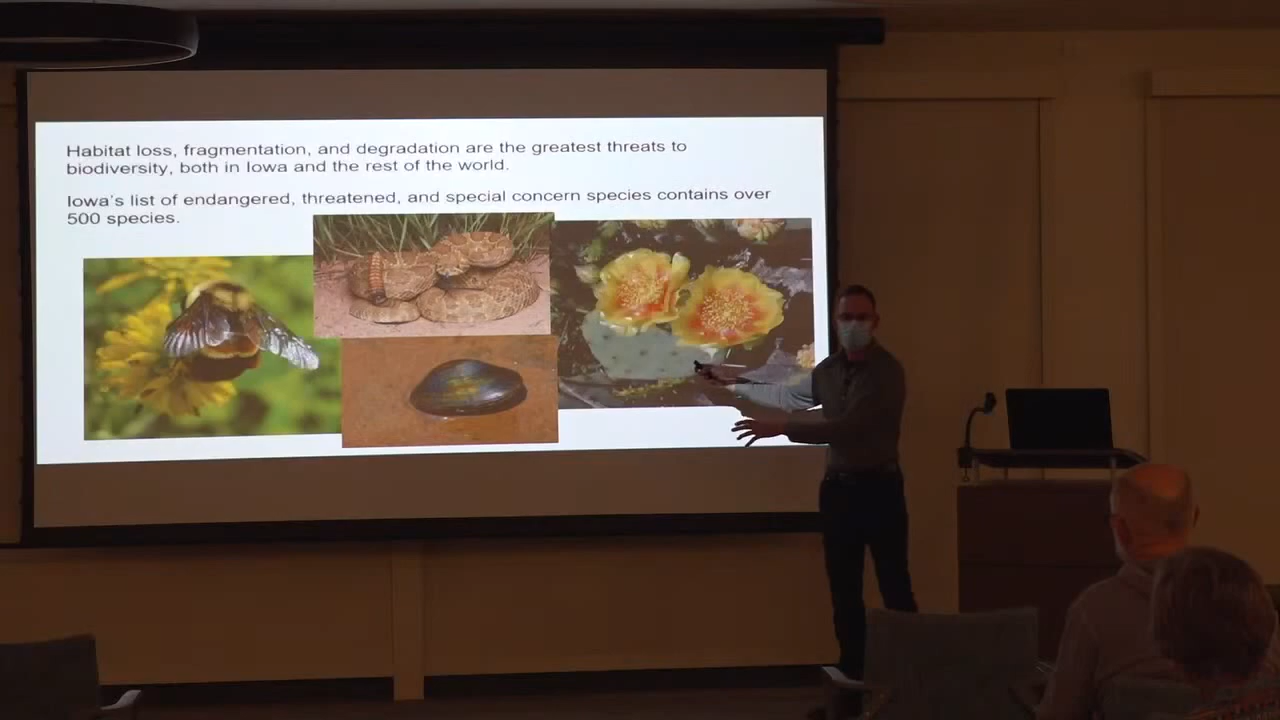 Habitat loss, fragmentation, and degradation are the greatest threats to
biodiversity, both in Iowa and the rest of the world.
Iowa's list of endangered, threatened, and special concern species contains over
500 species.